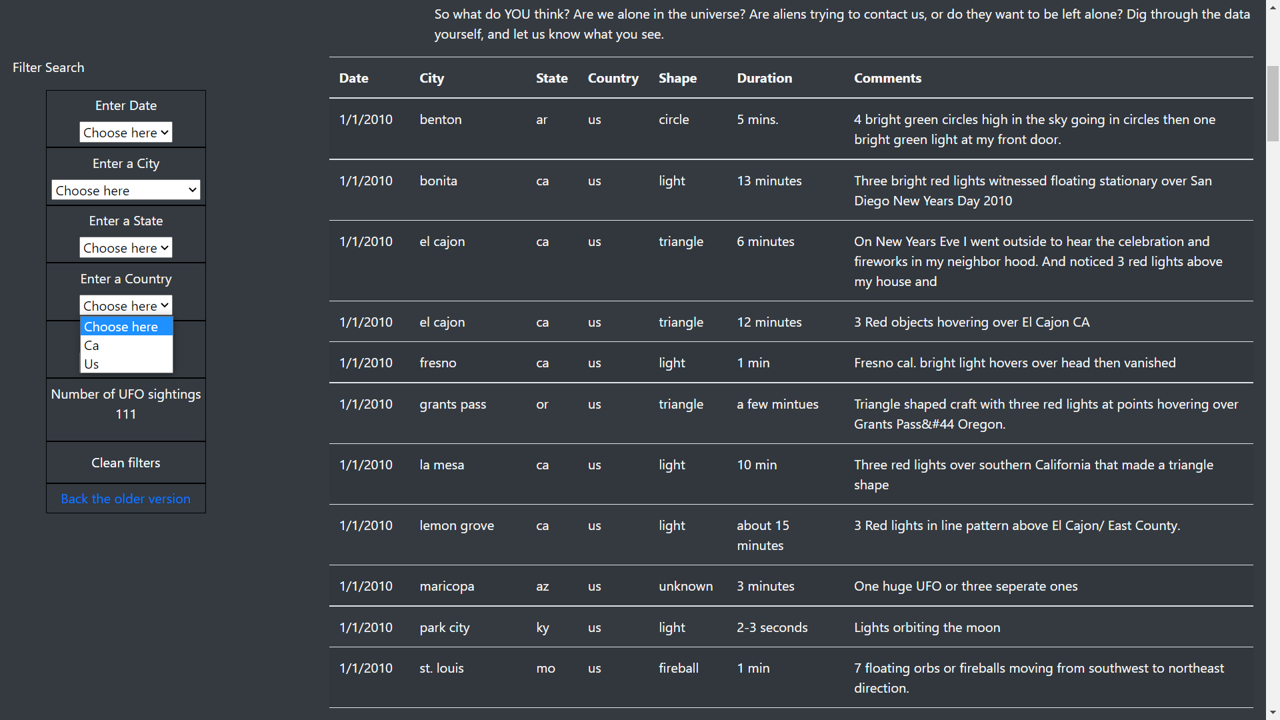 So what do YOU think? Are we alone in the universe? Are aliens trying to contact us, or do they want to be left alone? Dig through the data
yourself, and let us know what you see.
Filter Search
Enter Date
Choose here
Enter a City
Choose here
Enter a State
Choose here
Enter a Country
Choose here
Choose here
Ca
Us
Number of UFO sightings
111
Clean filters
Back the older version
Date City State Country Shape Duration Comments
1/1/2010 benton ar us circle 5 mins. 4 bright green circles high in the sky going in circles then one
bright green light at my front door.
1/1/2010 bonita ca us light 13 minutes Three bright red lights witnessed floating stationary over San
Diego New Years Day 2010
1/1/2010 el cajon ca us triangle 6 minutes On New Years Eve I went outside to hear the celebration and
fireworks in my neighbor hood. And noticed 3 red lights above
my house and
1/1/2010 el cajon ca us triangle 12 minutes 3 Red objects hovering over El Cajon CA
1/1/2010 fresno ca us light 1 min Fresno cal. bright light hovers over head then vanished
1/1/2010 grants pass or us triangle a few mintues Triangle shaped craft with three red lights at points hovering over
Grants Pass&#44 Oregon.
1/1/2010 la mesa ca us light 10 min Three red lights over southern California that made a triangle
shape
1/1/2010 lemon grove ca us light about 15 3 Red lights in line pattern above El Cajon/ East County.
minutes
1/1/2010 maricopa az us unknown 3 minutes One huge UFO or three seperate ones
1/1/2010 park city ky us light 2-3 seconds Lights orbiting the moon
1/1/2010 st. louis mo us fireball 1 min 7 floating orbs or fireballs moving from southwest to northeast
direction.